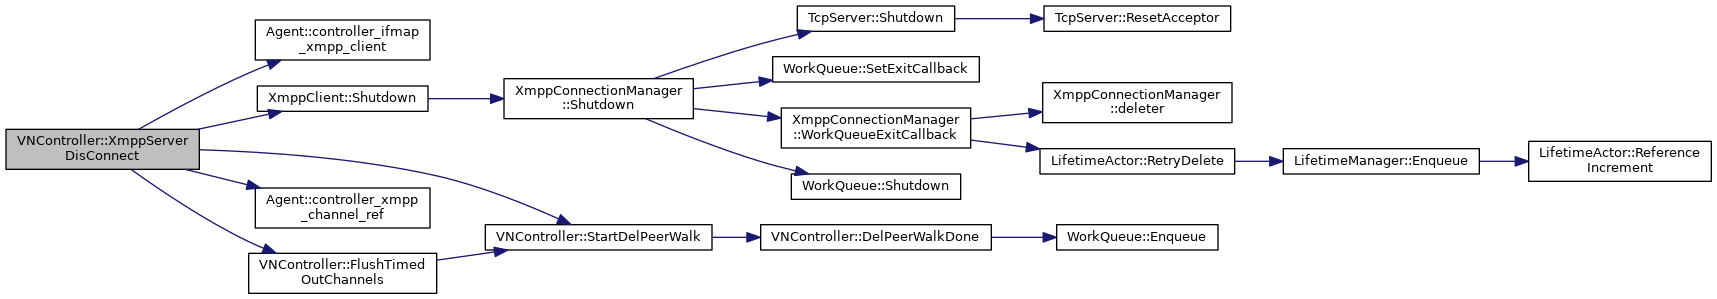 VNController::XmppServer
DisConnect
Agent::controller_ifmap
_xmpp_client
XmppClient::Shutdown
Agent::controller_xmpp
_channel_ref
VNController::FlushTimed
OutChannels
XmppConnectionManager
::Shutdown
VNController::StartDelPeerWalk
TcpServer::Shutdown
WorkQueue::SetExitCallback
XmppConnectionManager
::WorkQueueExitCallback
WorkQueue::Shutdown
VNController::DelPeerWalkDone
TcpServer::ResetAcceptor
XmppConnectionManager
::deleter
LifetimeActor::RetryDelete
WorkQueue::Enqueue
LifetimeManager::Enqueue
LifetimeActor::Reference
Increment